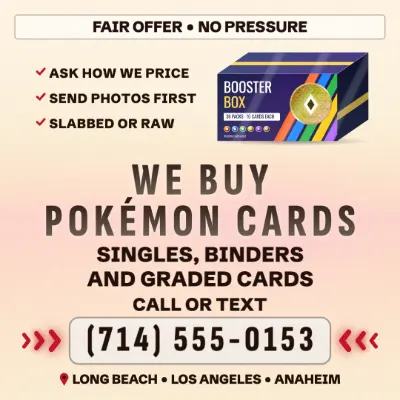 FAIR OFFER • NO PRESSURE
ASK HOW WE PRICE
SEND PHOTOS FIRST
SLABBED OR RAW
BOOSTER
BOX
WE BUY
POKÉMON CARDS
SINGLES, BINDERS
AND GRADED CARDS
CALL OR TEXT
(714) 555-0153
LONG BEACH • LOS ANGELES • ANAHEIM